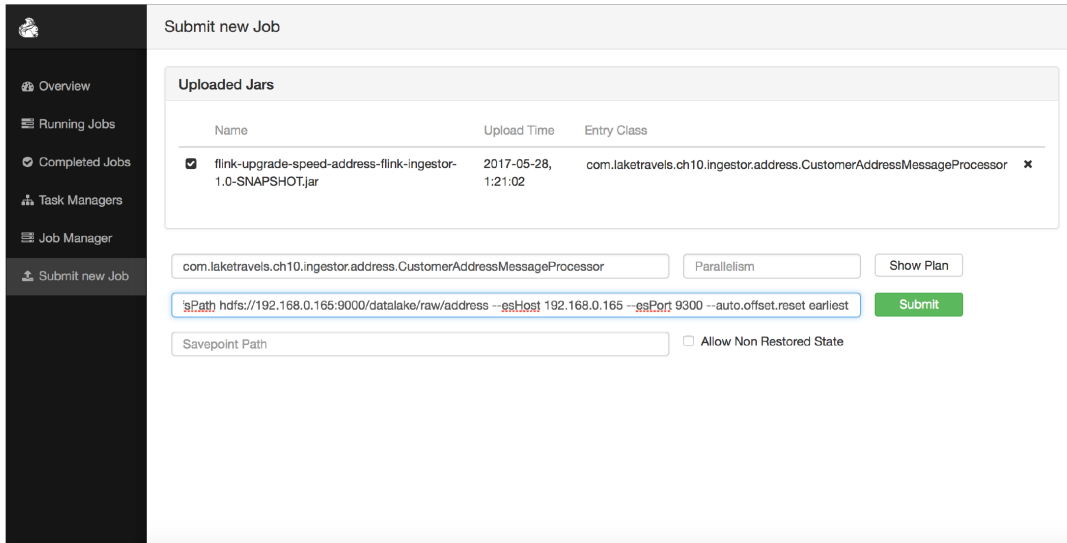 Submit new Job
Overview
Running Jobs
Completed Jobs
Task Managers
Job Manager
Submit new Job
Uploaded Jars
Name Upload Time Entry Class
flink-upgrade-speed-address-flink-ingestor-
1.0-SNAPSHOT.jar
2017-05-28,
1:21:02
com.laketravels.ch10.ingestor.address.CustomerAddressMessageProcessor
com.laketravels.ch10.ingestor.address.CustomerAddressMessageProcessor
Parallelism
Show Plan
sPath hdfs://192.168.0.165:9000/datalake/raw/address --esHost 192.168.0.165 --esPort 9300 --auto.offset.reset earliest
Submit
Savepoint Path
Allow Non Restored State